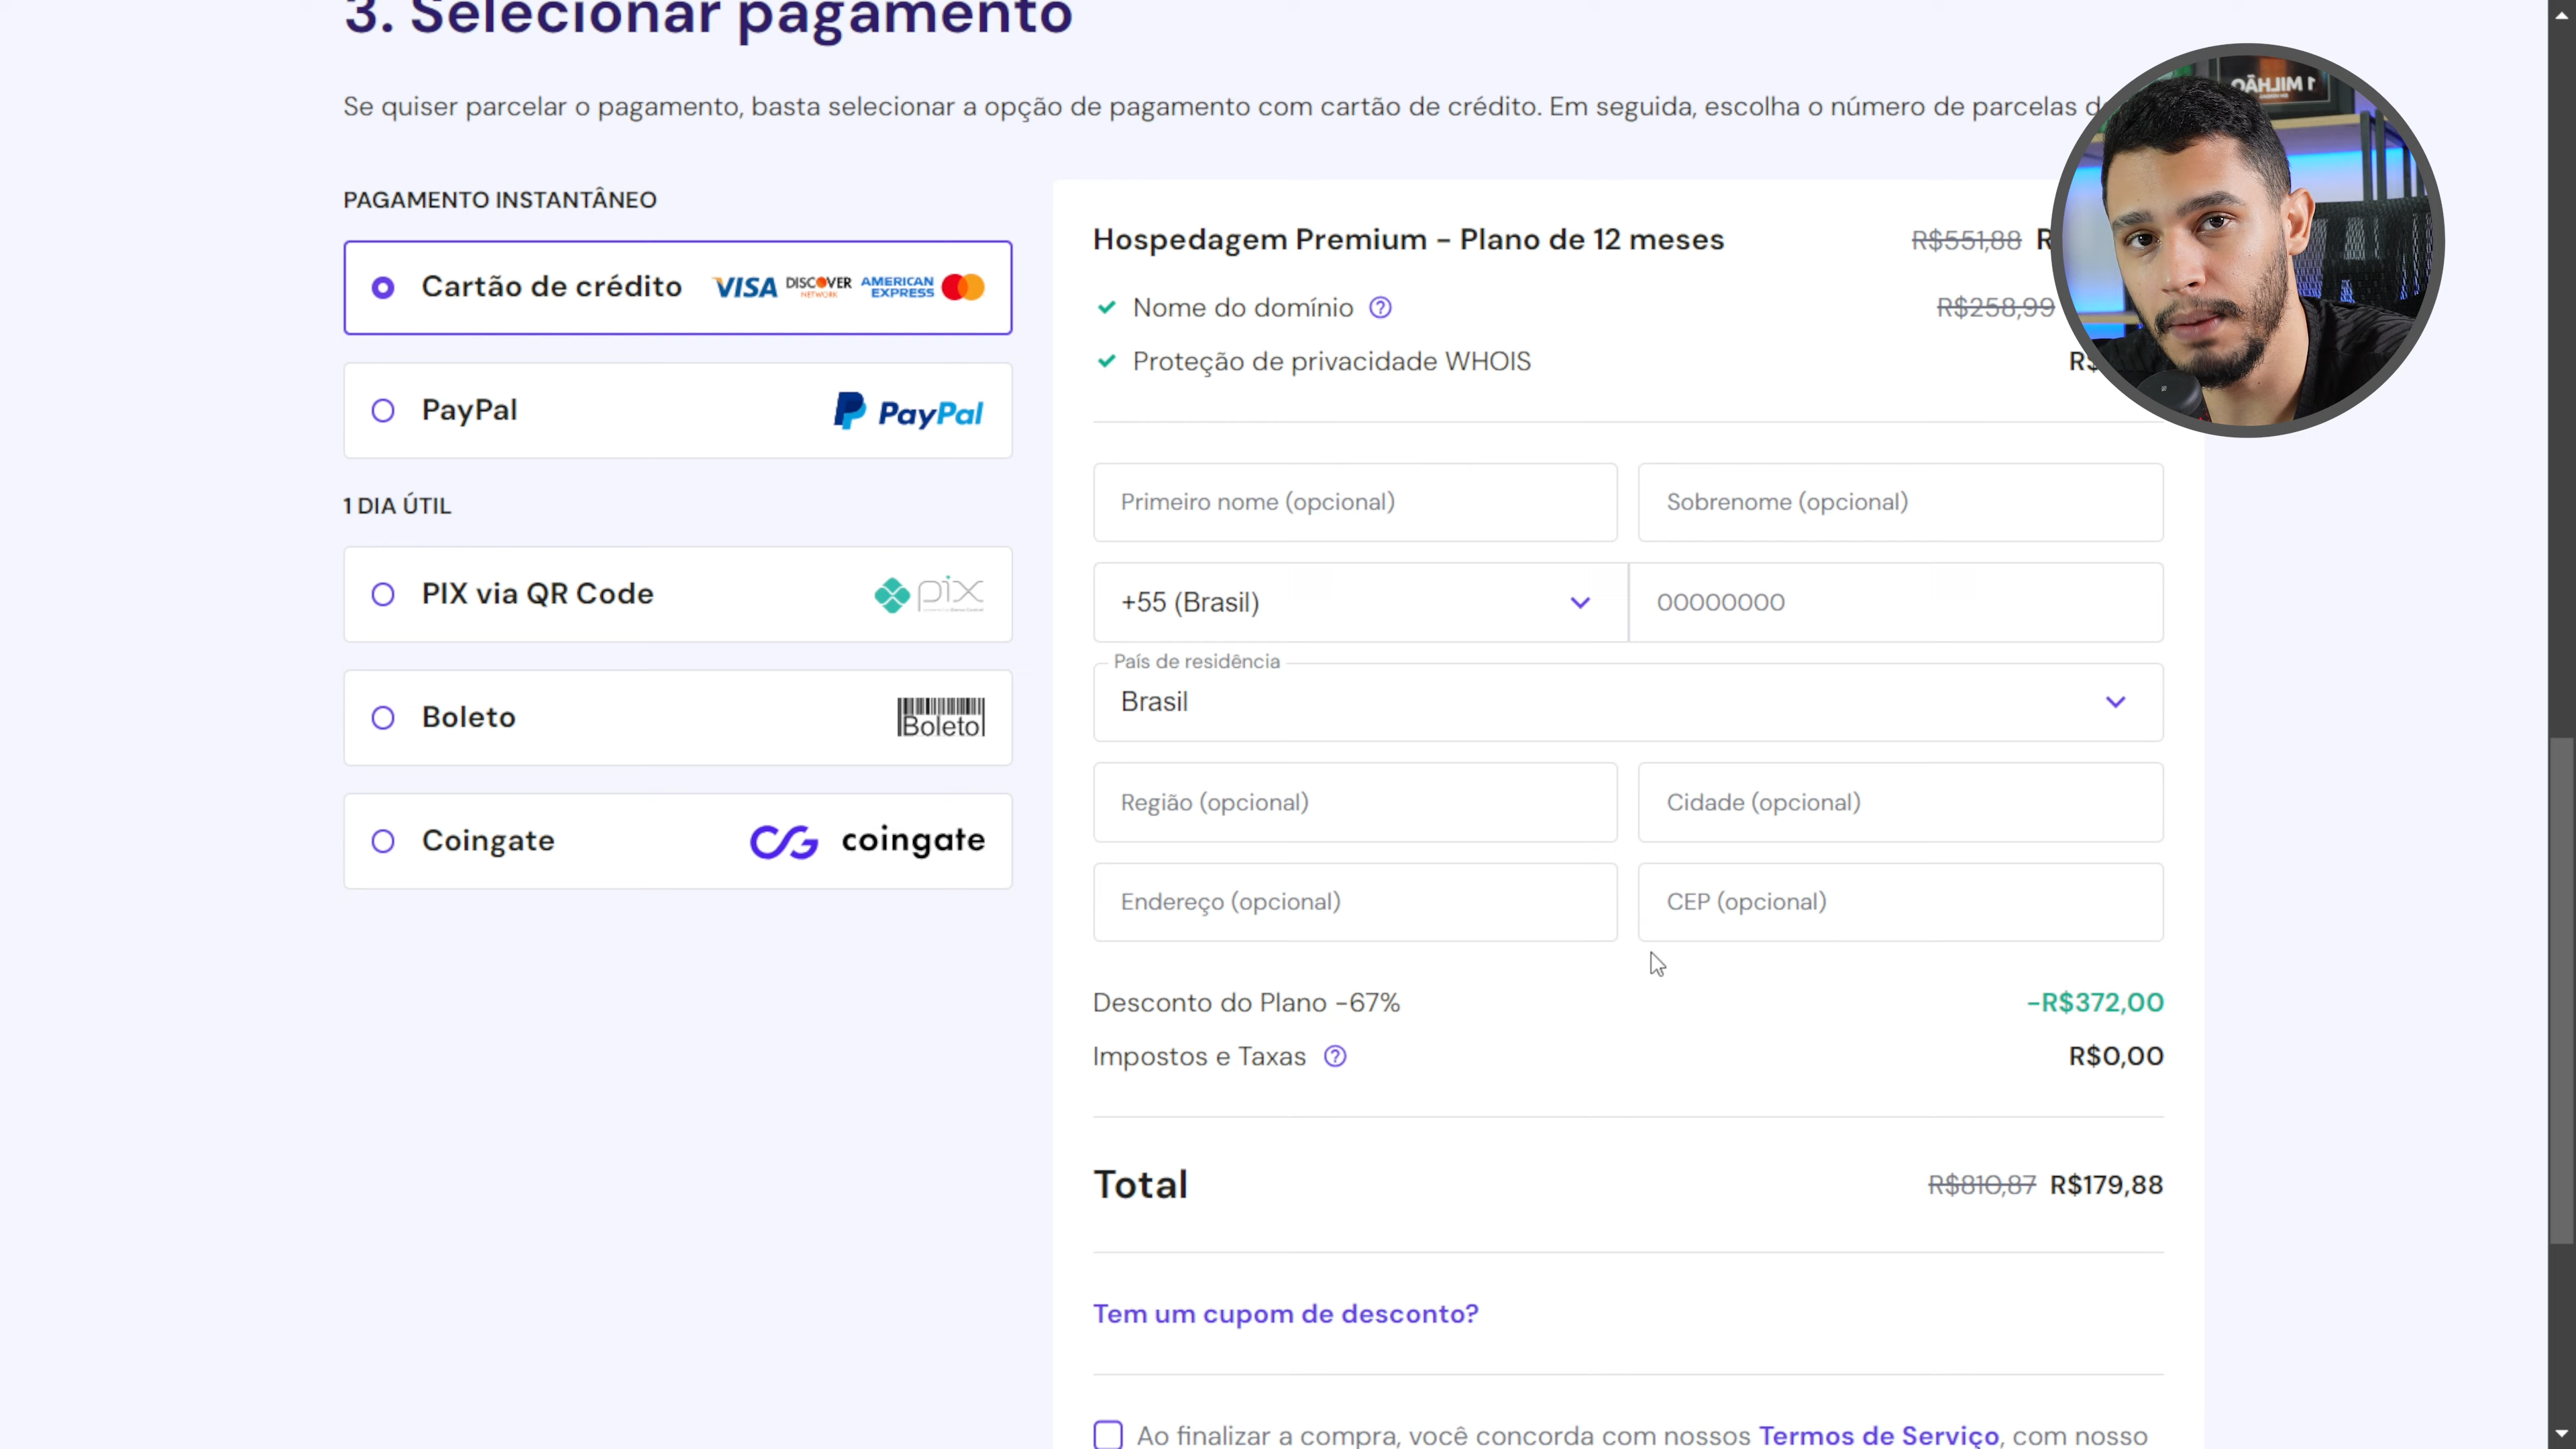 3. Selecionar pagamento
Se quiser parcelar o pagamento, basta selecionar a opção de pagamento com cartão de crédito. Em seguida, escolha o número de parcelas
1 MILHÃO
PAGAMENTO INSTANTÂNEO
Cartão de crédito VISA DISCOVER NETWORK AMERICAN EXPRESS
PayPal PayPal
1 DIA ÚTIL
PIX via QR Code pix
Boleto Boleto
Coingate coingate
Hospedagem Premium - Plano de 12 meses R$551,88 R
Nome do domínio R$258,99
Proteção de privacidade WHOIS R$
Primeiro nome (opcional) Sobrenome (opcional)
+55 (Brasil) 00000000
País de residência
Brasil
Região (opcional) Cidade (opcional)
Endereço (opcional) CEP (opcional)
Desconto do Plano -67% -R$372,00
Impostos e Taxas R$0,00
Total R$810,87 R$179,88
Tem um cupom de desconto?
Ao finalizar a compra, você concorda com nossos Termos de Serviço, com nosso